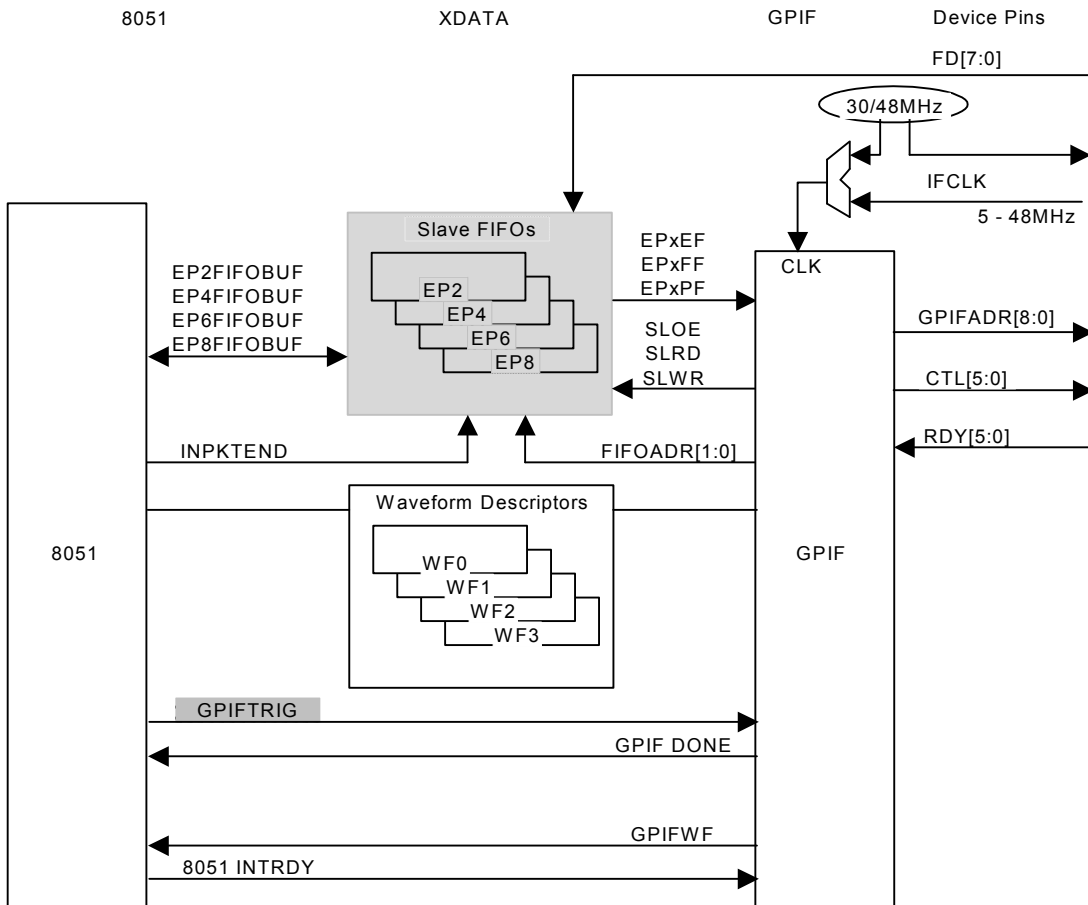 8051
XDATA
GPIF
Device Pins
FD[7:0]
30/48MHz
IFCLK
5 - 48MHz
Slave FIFOs
EP2
EP4
EP6
EP8
EP2FIFOBUF
EP4FIFOBUF
EP6FIFOBUF
EP8FIFOBUF
EPxEF
EPxFF
EPxPF
SLOE
SLRD
SLWR
CLK
GPIFADR[8:0]
CTL[5:0]
RDY[5:0]
INPKTEND
FIFOADR[1:0]
Waveform Descriptors
WF0
WF1
WF2
WF3
8051
GPIF
GPIFTRIG
GPIF DONE
GPIFWF
8051 INTRDY